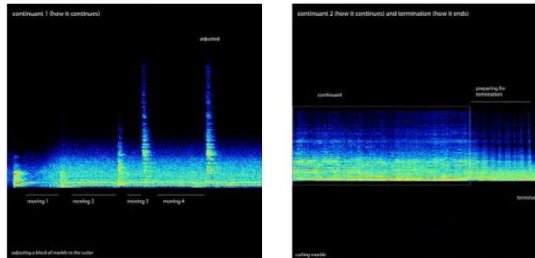 continuant 1 (how it continues)
adjusted
moving 1
moving 2
moving 3
moving 4
adjusting a block of marble to the cutter
continuant 2 (how it continues) and termination (how it ends)
continuant
preparing for
termination
cutting marble